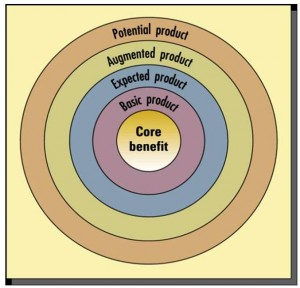 Potential product
Augmented product
Expected product
Basic product
Core
benefit